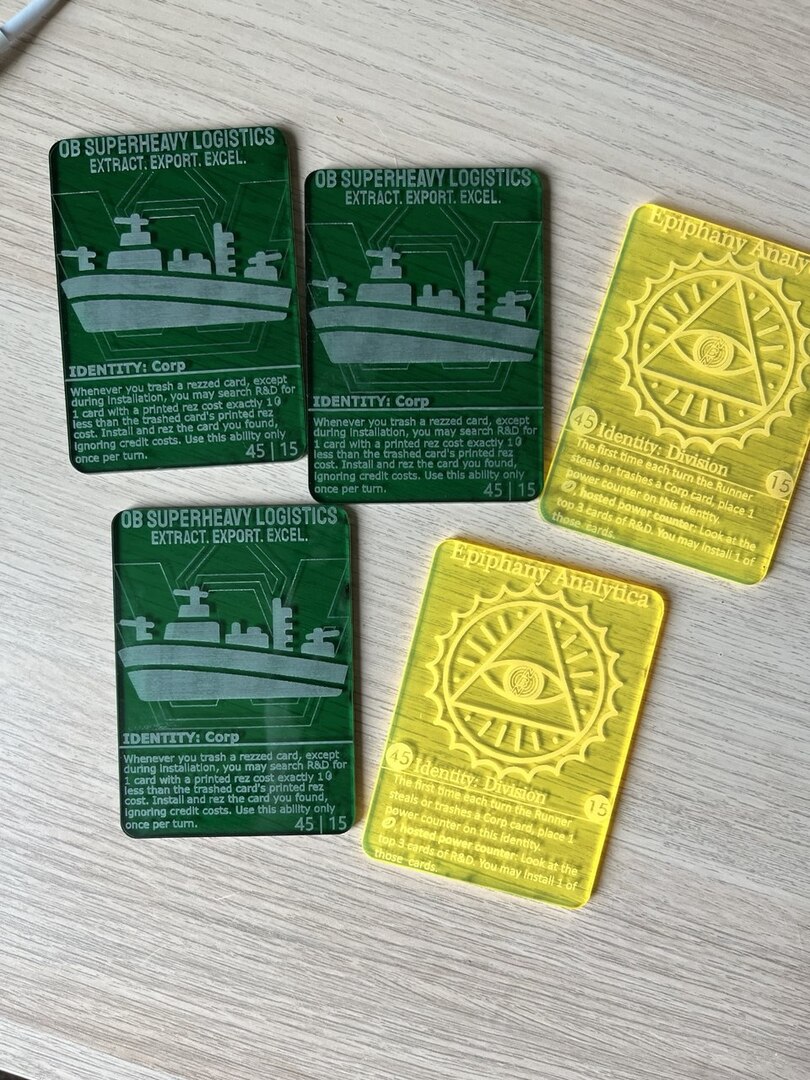 OB SUPERHEAVY LOGISTICS
EXTRACT. EXPORT. EXCEL.
IDENTITY: Corp
Whenever you trash a rezzed card, except
during installation, you may search R&D for
1 card with a printed rez cost exactly 10
less than the trashed card's printed rez
cost. Install and rez the card you found,
ignoring credit costs. Use this ability only
once per turn.
45 | 15
OB SUPERHEAVY LOGISTICS
EXTRACT. EXPORT. EXCEL.
IDENTITY: Corp
Whenever you trash a rezzed card, except
during installation, you may search R&D for
1 card with a printed rez cost exactly 10
less than the trashed card's printed rez
cost. Install and rez the card you found,
ignoring credit costs. Use this ability only
once per turn.
45 | 15
Epiphany Analy
45 Identity: Division
15
The first time each turn the Runner
steals or trashes a Corp card, place 1
power counter on this identity.
hosted power counter: Look at the
top 3 cards of R&D. You may install 1 of
those cards.
OB SUPERHEAVY LOGISTICS
EXTRACT. EXPORT. EXCEL.
IDENTITY: Corp
Whenever you trash a rezzed card, except
during installation, you may search R&D for
1 card with a printed rez cost exactly 10
less than the trashed card's printed rez
cost. Install and rez the card you found,
ignoring credit costs. Use this ability only
once per turn.
45 | 15
Epiphany Analytica
45 Identity: Division
15
The first time each turn the Runner
steals or trashes a Corp card, place 1
power counter on this identity.
hosted power counter: Look at the
top 3 cards of R&D. You may install 1 of
those cards.